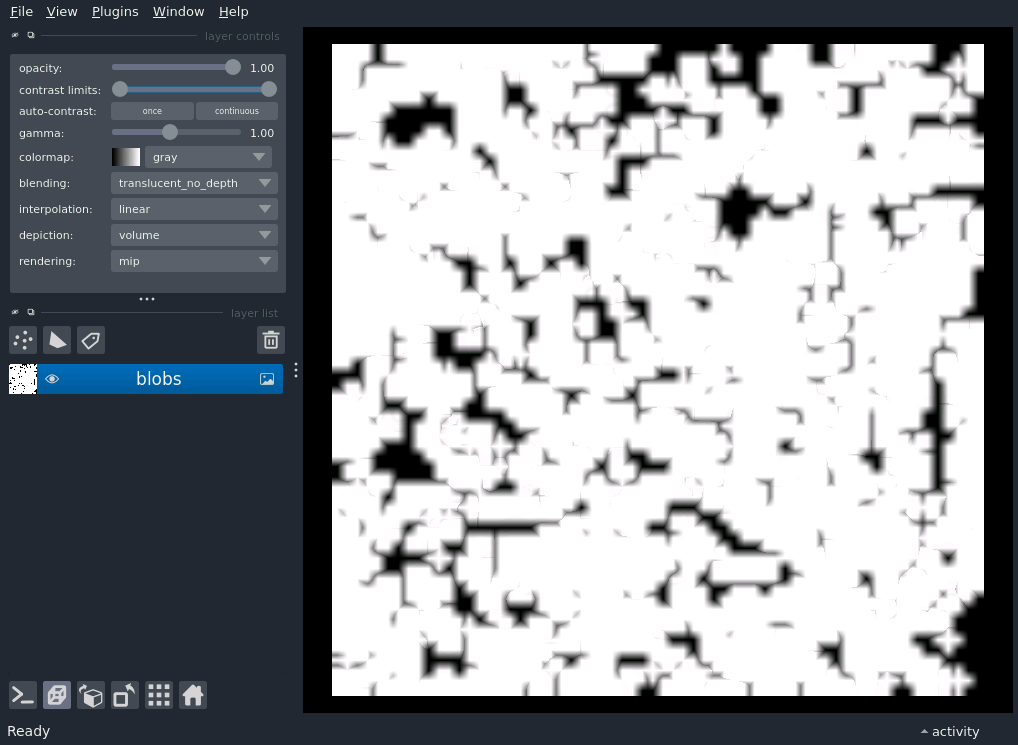 File View Plugins Window Help
layer controls
opacity: 1.00
contrast limits:
auto-contrast: once continuous
gamma: 1.00
colormap: gray
blending: translucent_no_depth
interpolation: linear
depiction: volume
rendering: mip
layer list
blobs
Ready activity